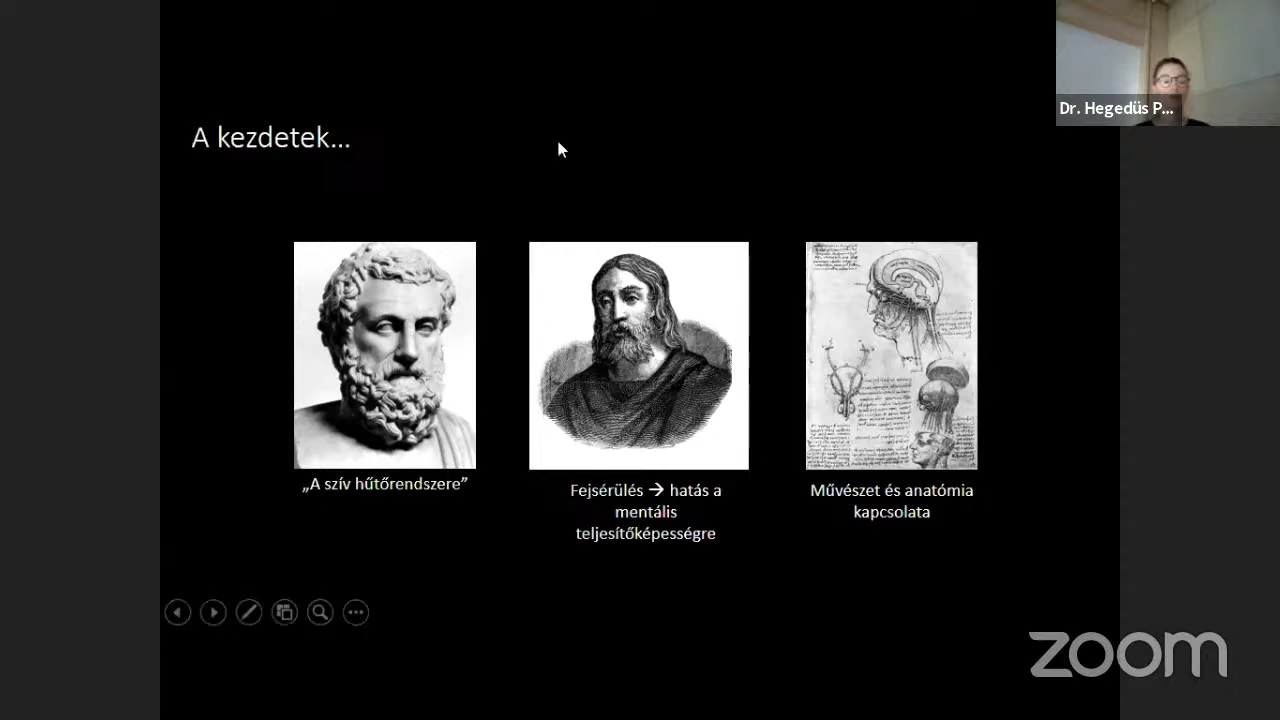 Dr. Hegedüs P...
A kezdetek...
„A szív hűtőrendszere”
Fejsérülés → hatás a
mentális
teljesítőképességre
Művészet és anatómia
kapcsolata
zoom